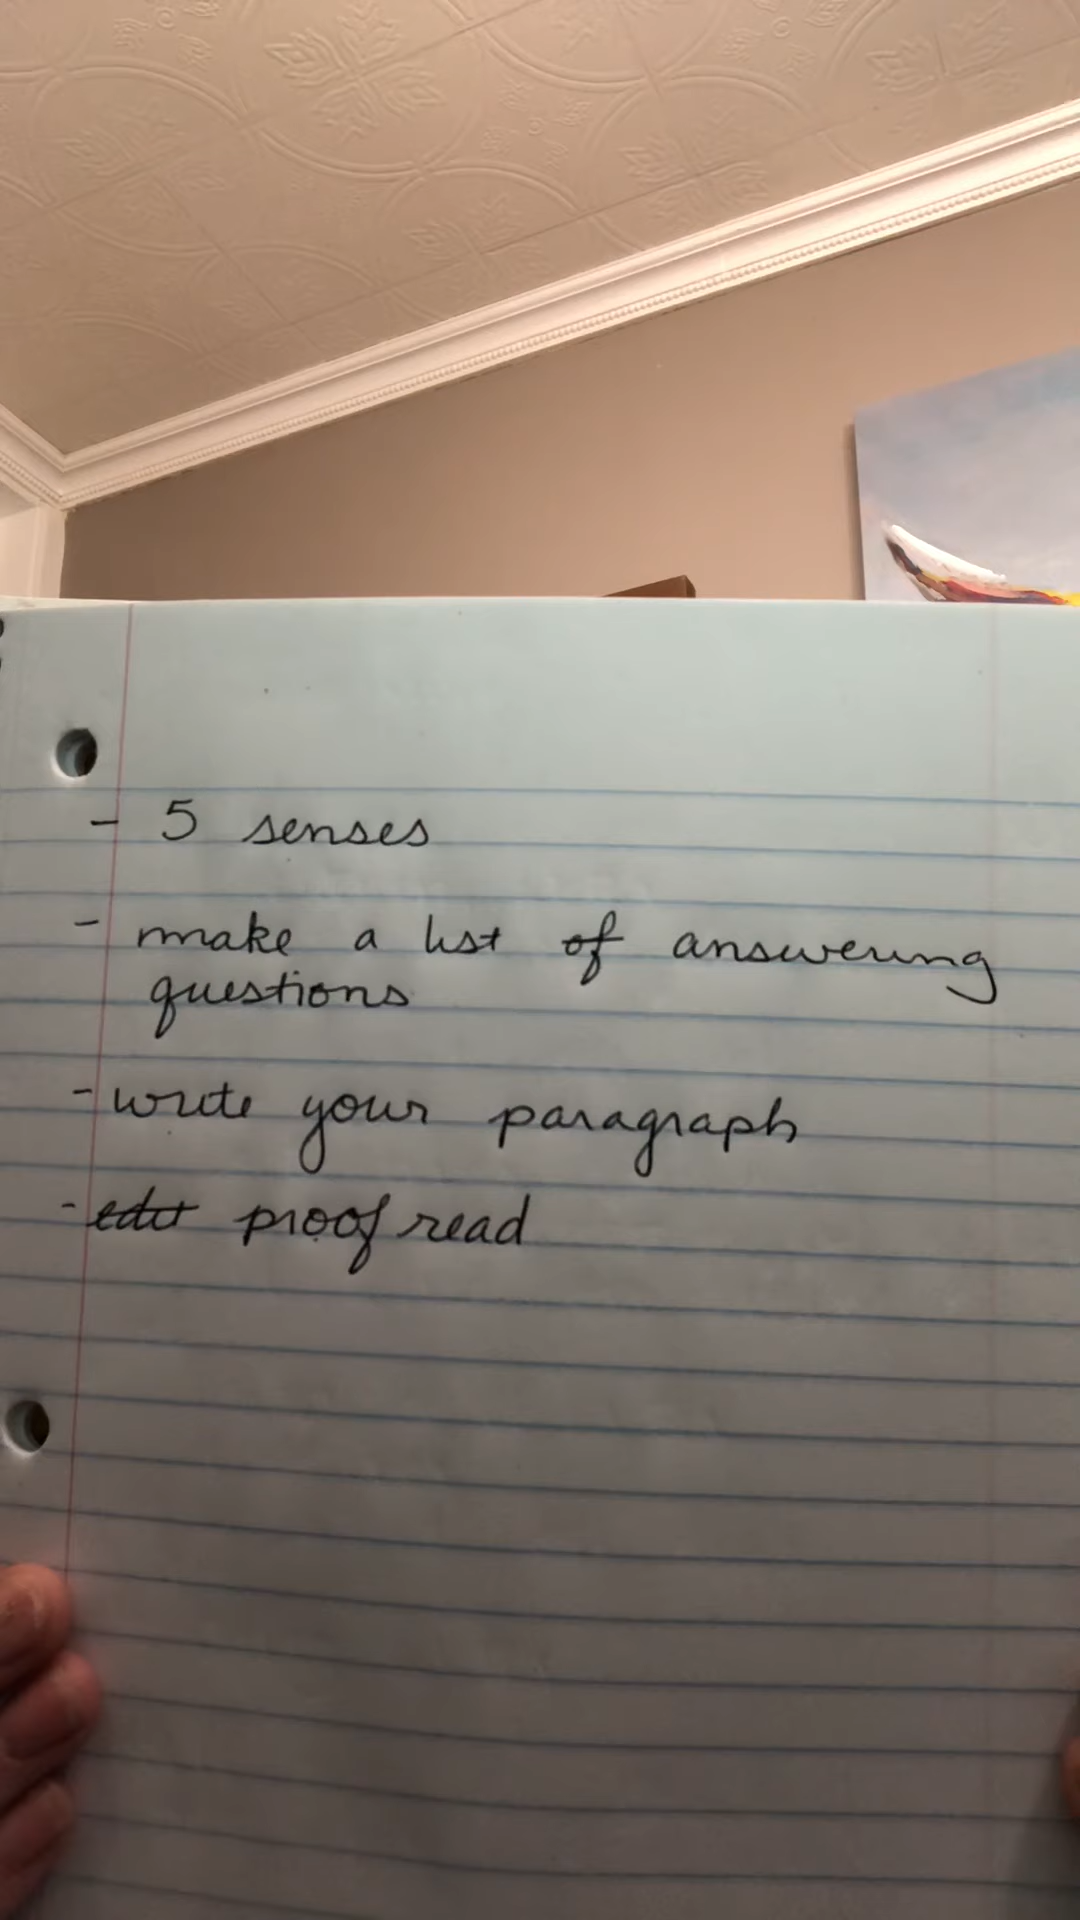 - 5 senses
- make a list of answering
questions
- write your paragraph
- edit proof read